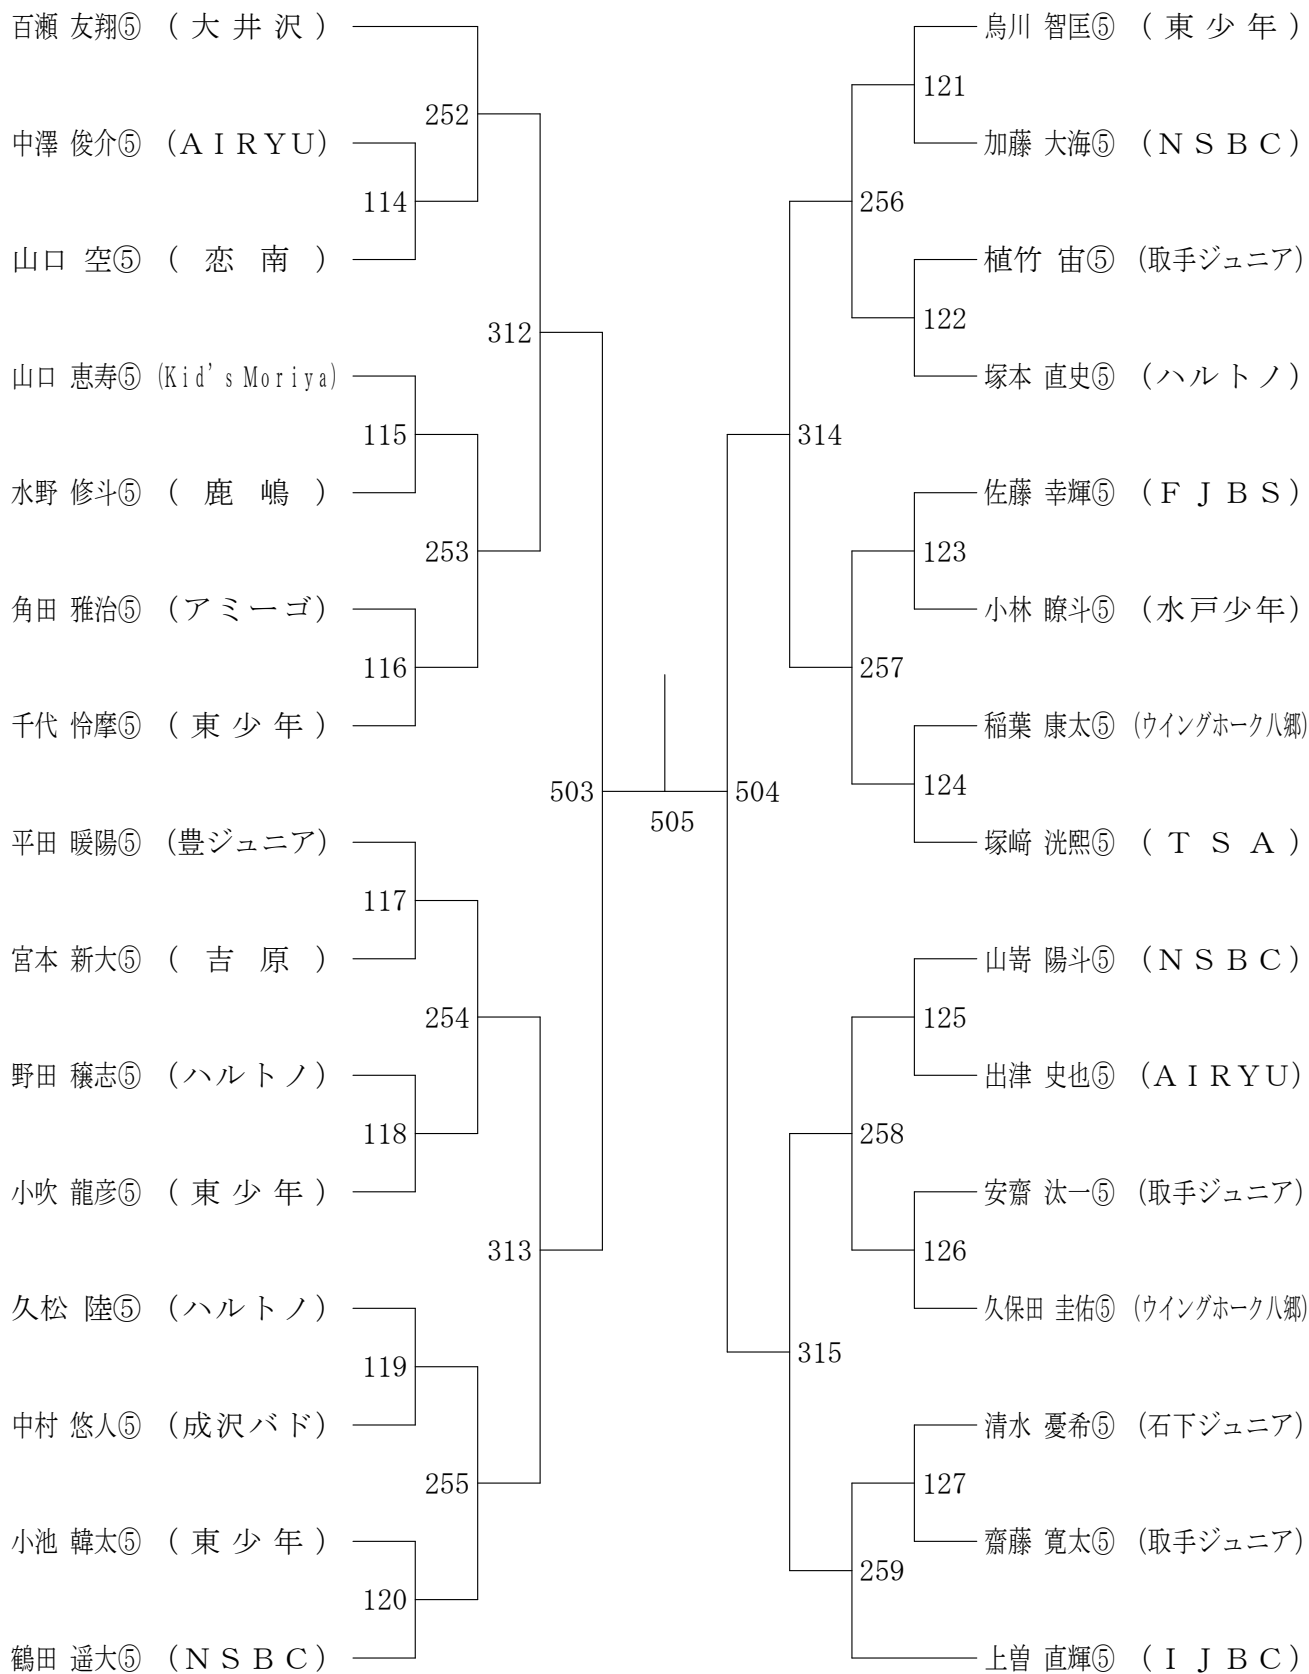 百瀬 友翔⑤ (大井沢)
252
中澤 俊介⑤ (AIRYU)
114
山口 空⑤ (恋南)
312
山口 恵寿⑤ (Kid's Moriya)
115
水野 修斗⑤ (鹿嶋)
253
角田 雅治⑤ (アミーゴ)
116
千代 怜摩⑤ (東少年)
503
平田 暖陽⑤ (豊ジュニア)
117
宮本 新大⑤ (吉原)
254
野田 穣志⑤ (ハルトノ)
118
小吹 龍彦⑤ (東少年)
313
久松 陸⑤ (ハルトノ)
119
中村 悠人⑤ (成沢バド)
255
小池 韓太⑤ (東少年)
120
鶴田 遥大⑤ (NSBC)
505
烏川 智匡⑤ (東少年)
121
加藤 大海⑤ (NSBC)
256
植竹 宙⑤ (取手ジュニア)
122
塚本 直史⑤ (ハルトノ)
314
佐藤 幸輝⑤ (FJBS)
123
小林 瞭斗⑤ (水戸少年)
257
稲葉 康太⑤ (ウイングホーク八郷)
124
504
塚﨑 洸熙⑤ (TSA)
山嵜 陽斗⑤ (NSBC)
125
出津 史也⑤ (AIRYU)
258
安齋 汰一⑤ (取手ジュニア)
126
久保田 圭佑⑤ (ウイングホーク八郷)
315
清水 憂希⑤ (石下ジュニア)
127
齋藤 寛太⑤ (取手ジュニア)
259
上曽 直輝⑤ (IJBC)